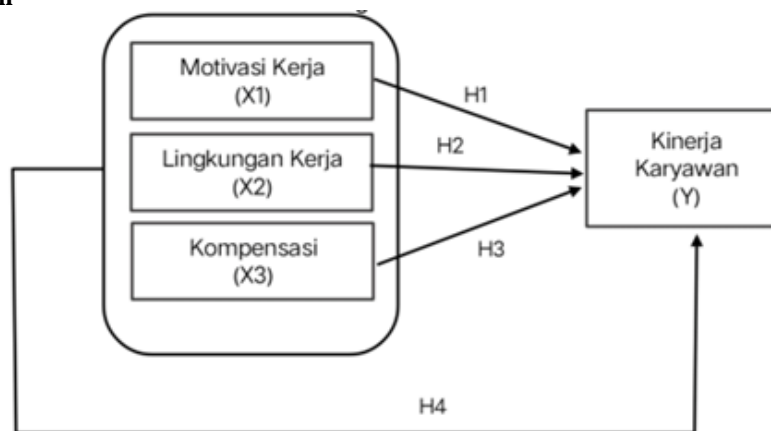 Motivasi Kerja
(X1)
H1
Lingkungan Kerja
(X2)
H2
Kompensasi
(X3)
H3
Kinerja
Karyawan
(Y)
H4